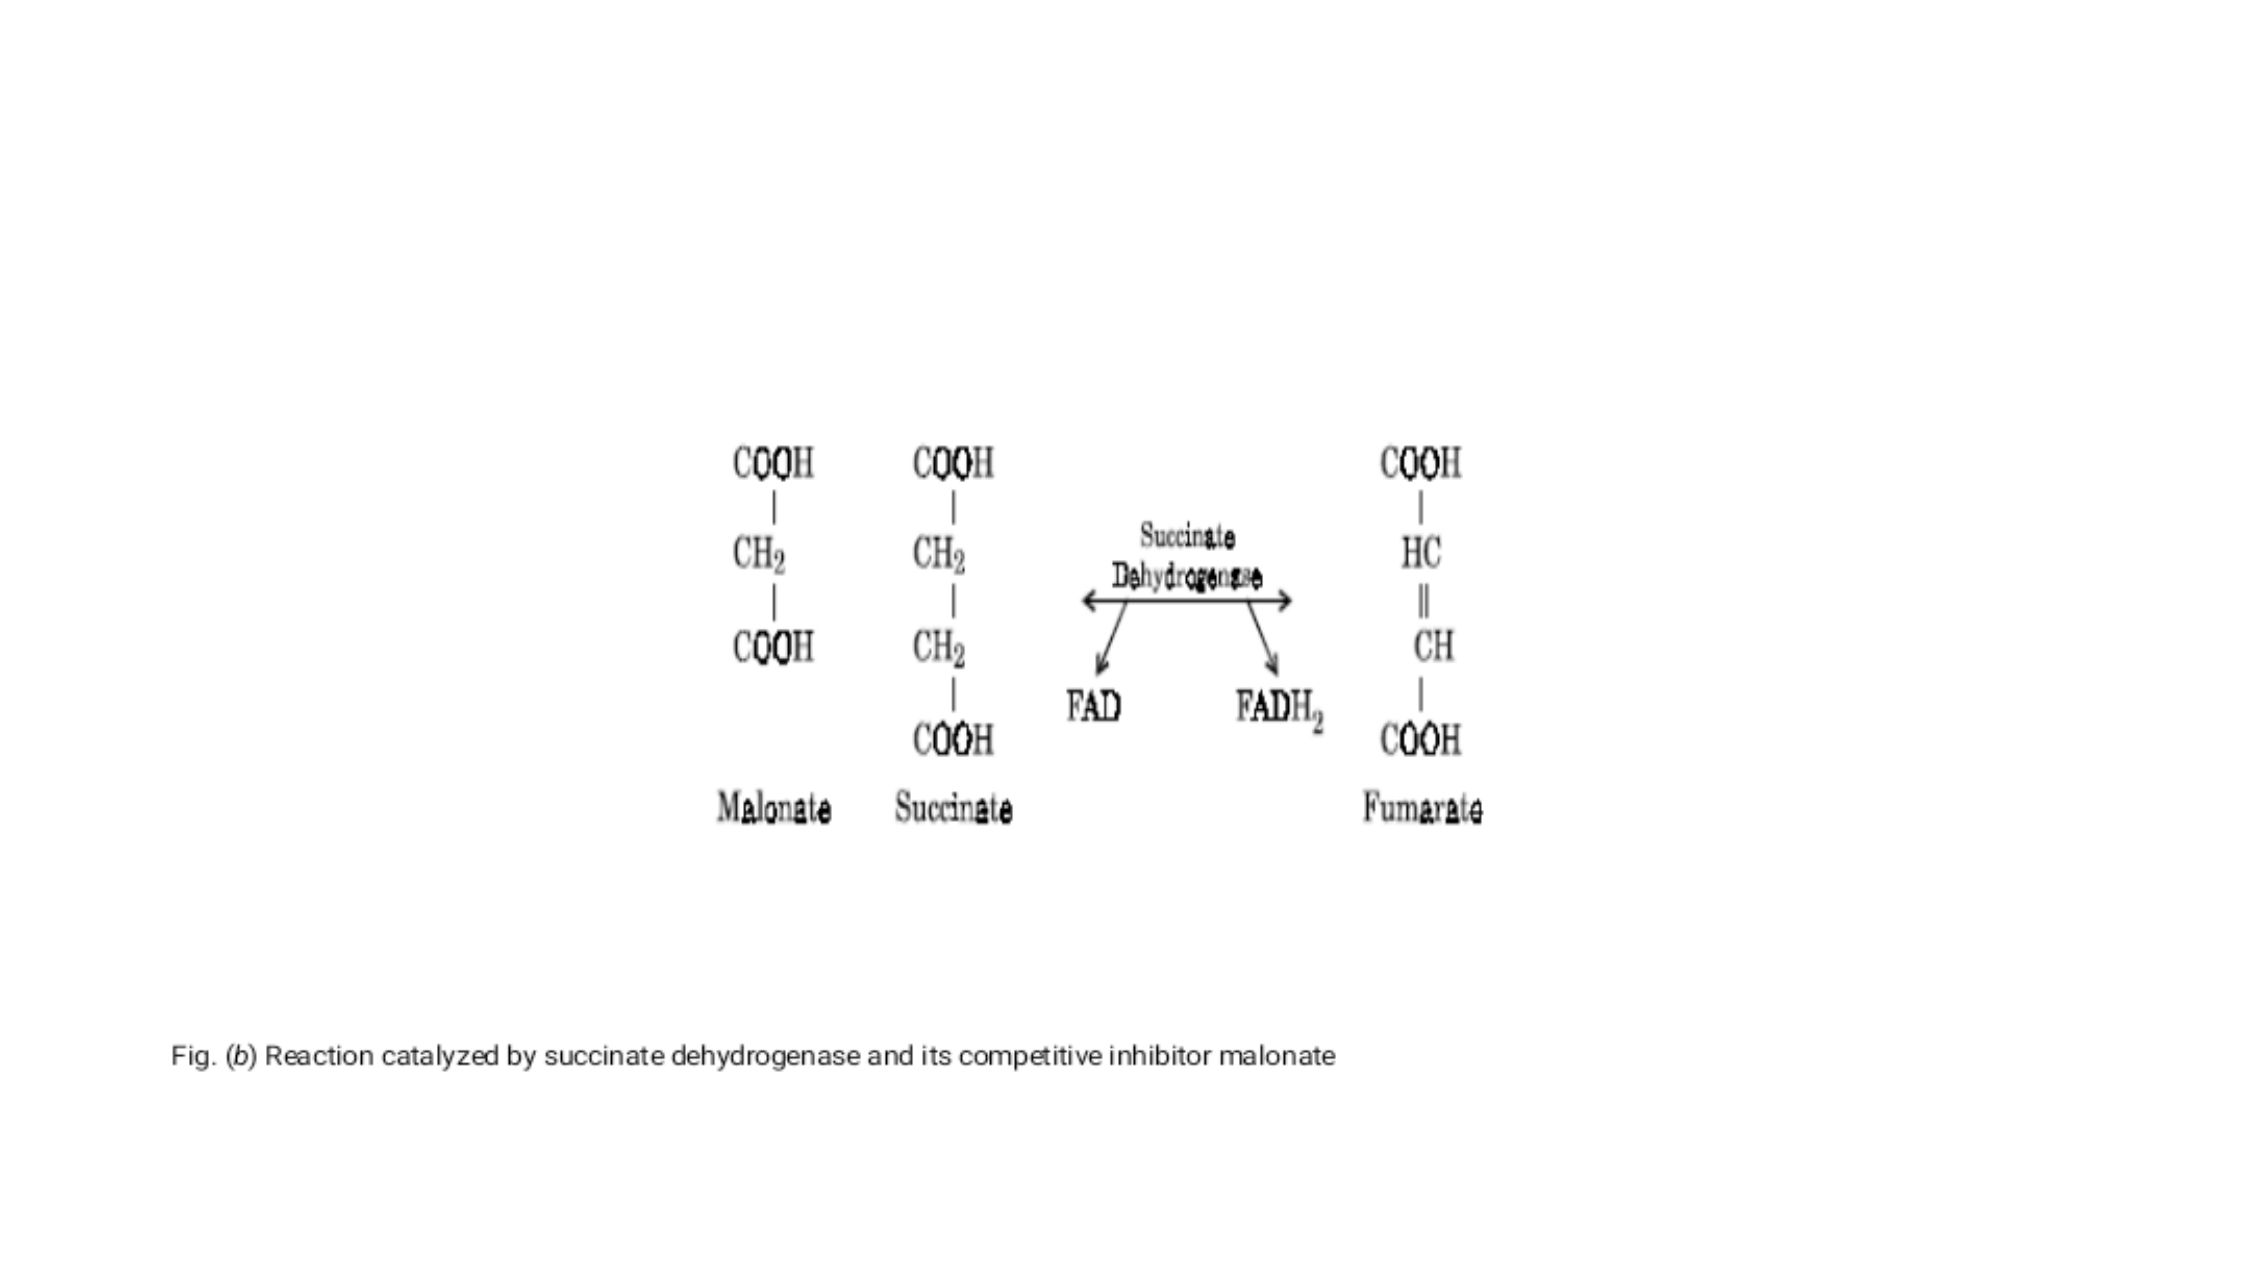 COOH COOH COOH
| | |
CH₂ CH₂ Succinate HC
| | Dehydrogenase ||
COOH CH₂ CH
| FAD FADH₂ |
COOH COOH
Malonate Succinate Fumarate
Fig. (b) Reaction catalyzed by succinate dehydrogenase and its competitive inhibitor malonate